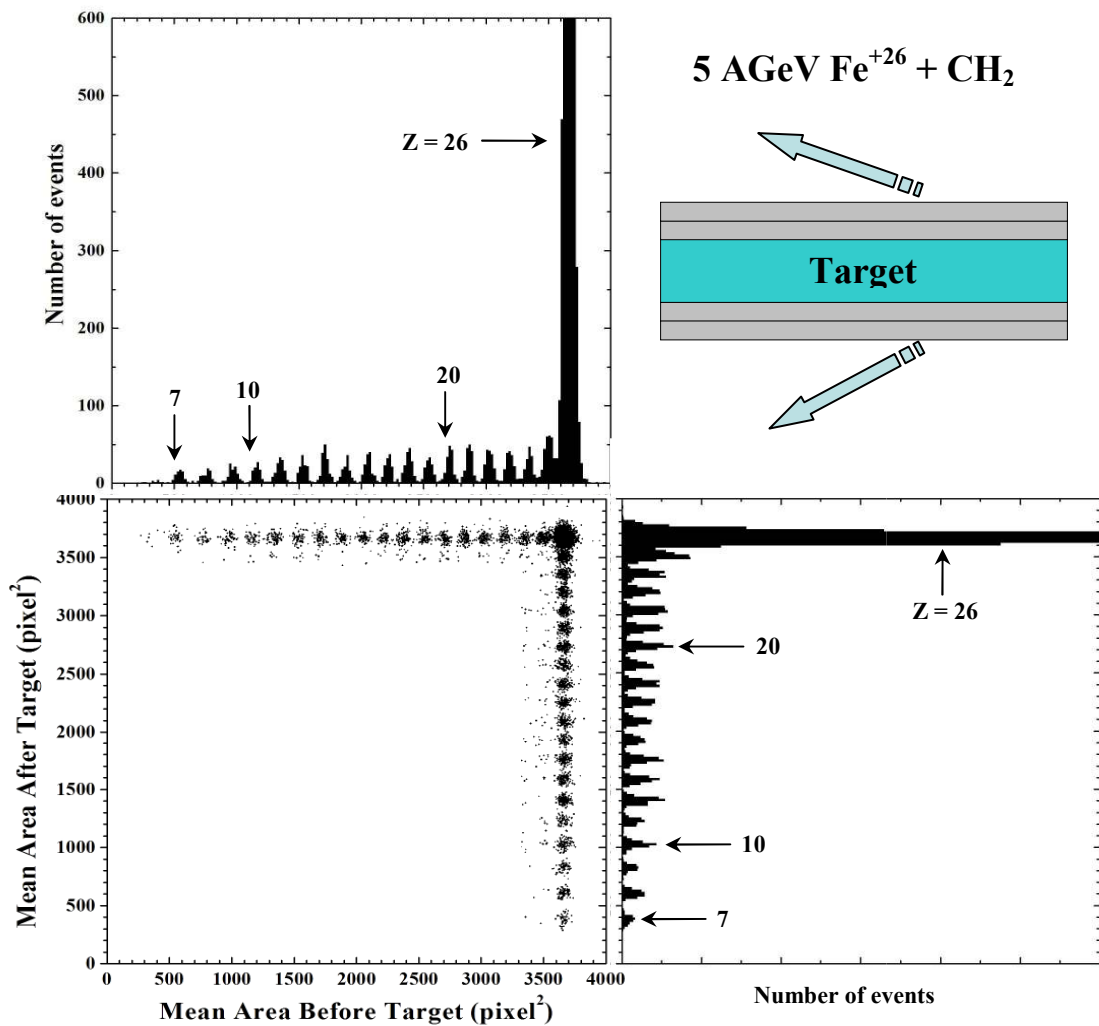 600
500
400
300
200
100
0
Number of events
Z = 26
7
10
20
5 AGeV Fe⁺²⁶ + CH₂
Target
4000
3500
3000
2500
2000
1500
1000
500
0
Mean Area After Target (pixel²)
0 500 1000 1500 2000 2500 3000 3500 4000
Mean Area Before Target (pixel²)
Z = 26
20
10
7
Number of events